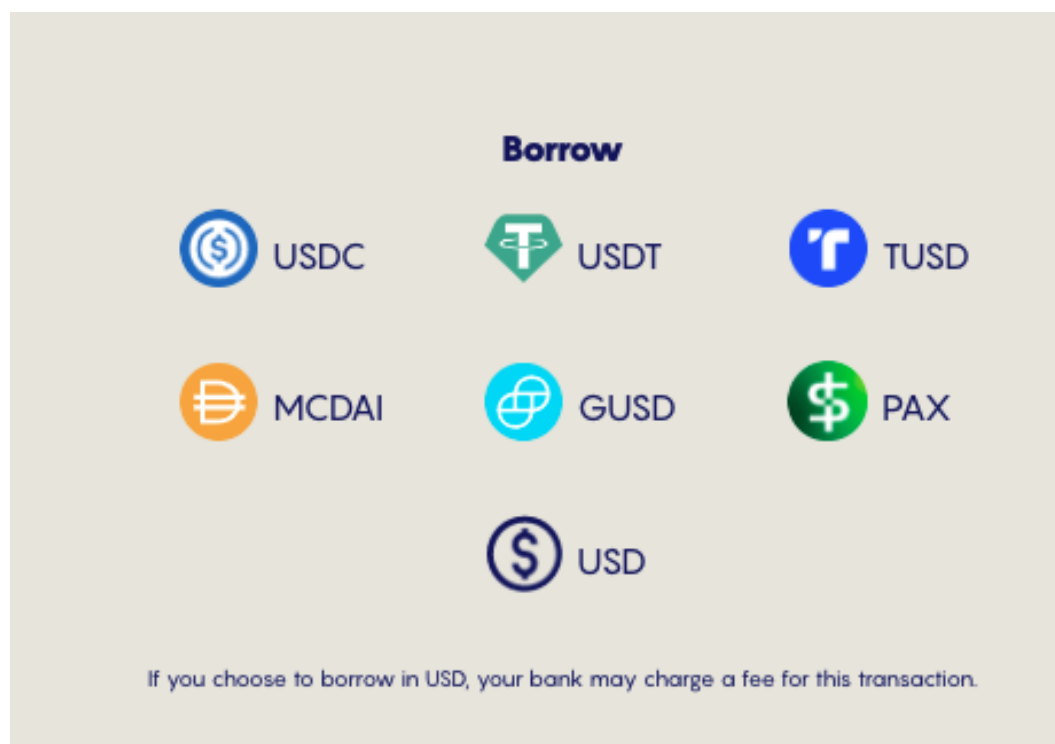 Borrow
USDC USDT TUSD
MCDAI GUSD PAX
USD
If you choose to borrow in USD, your bank may charge a fee for this transaction.